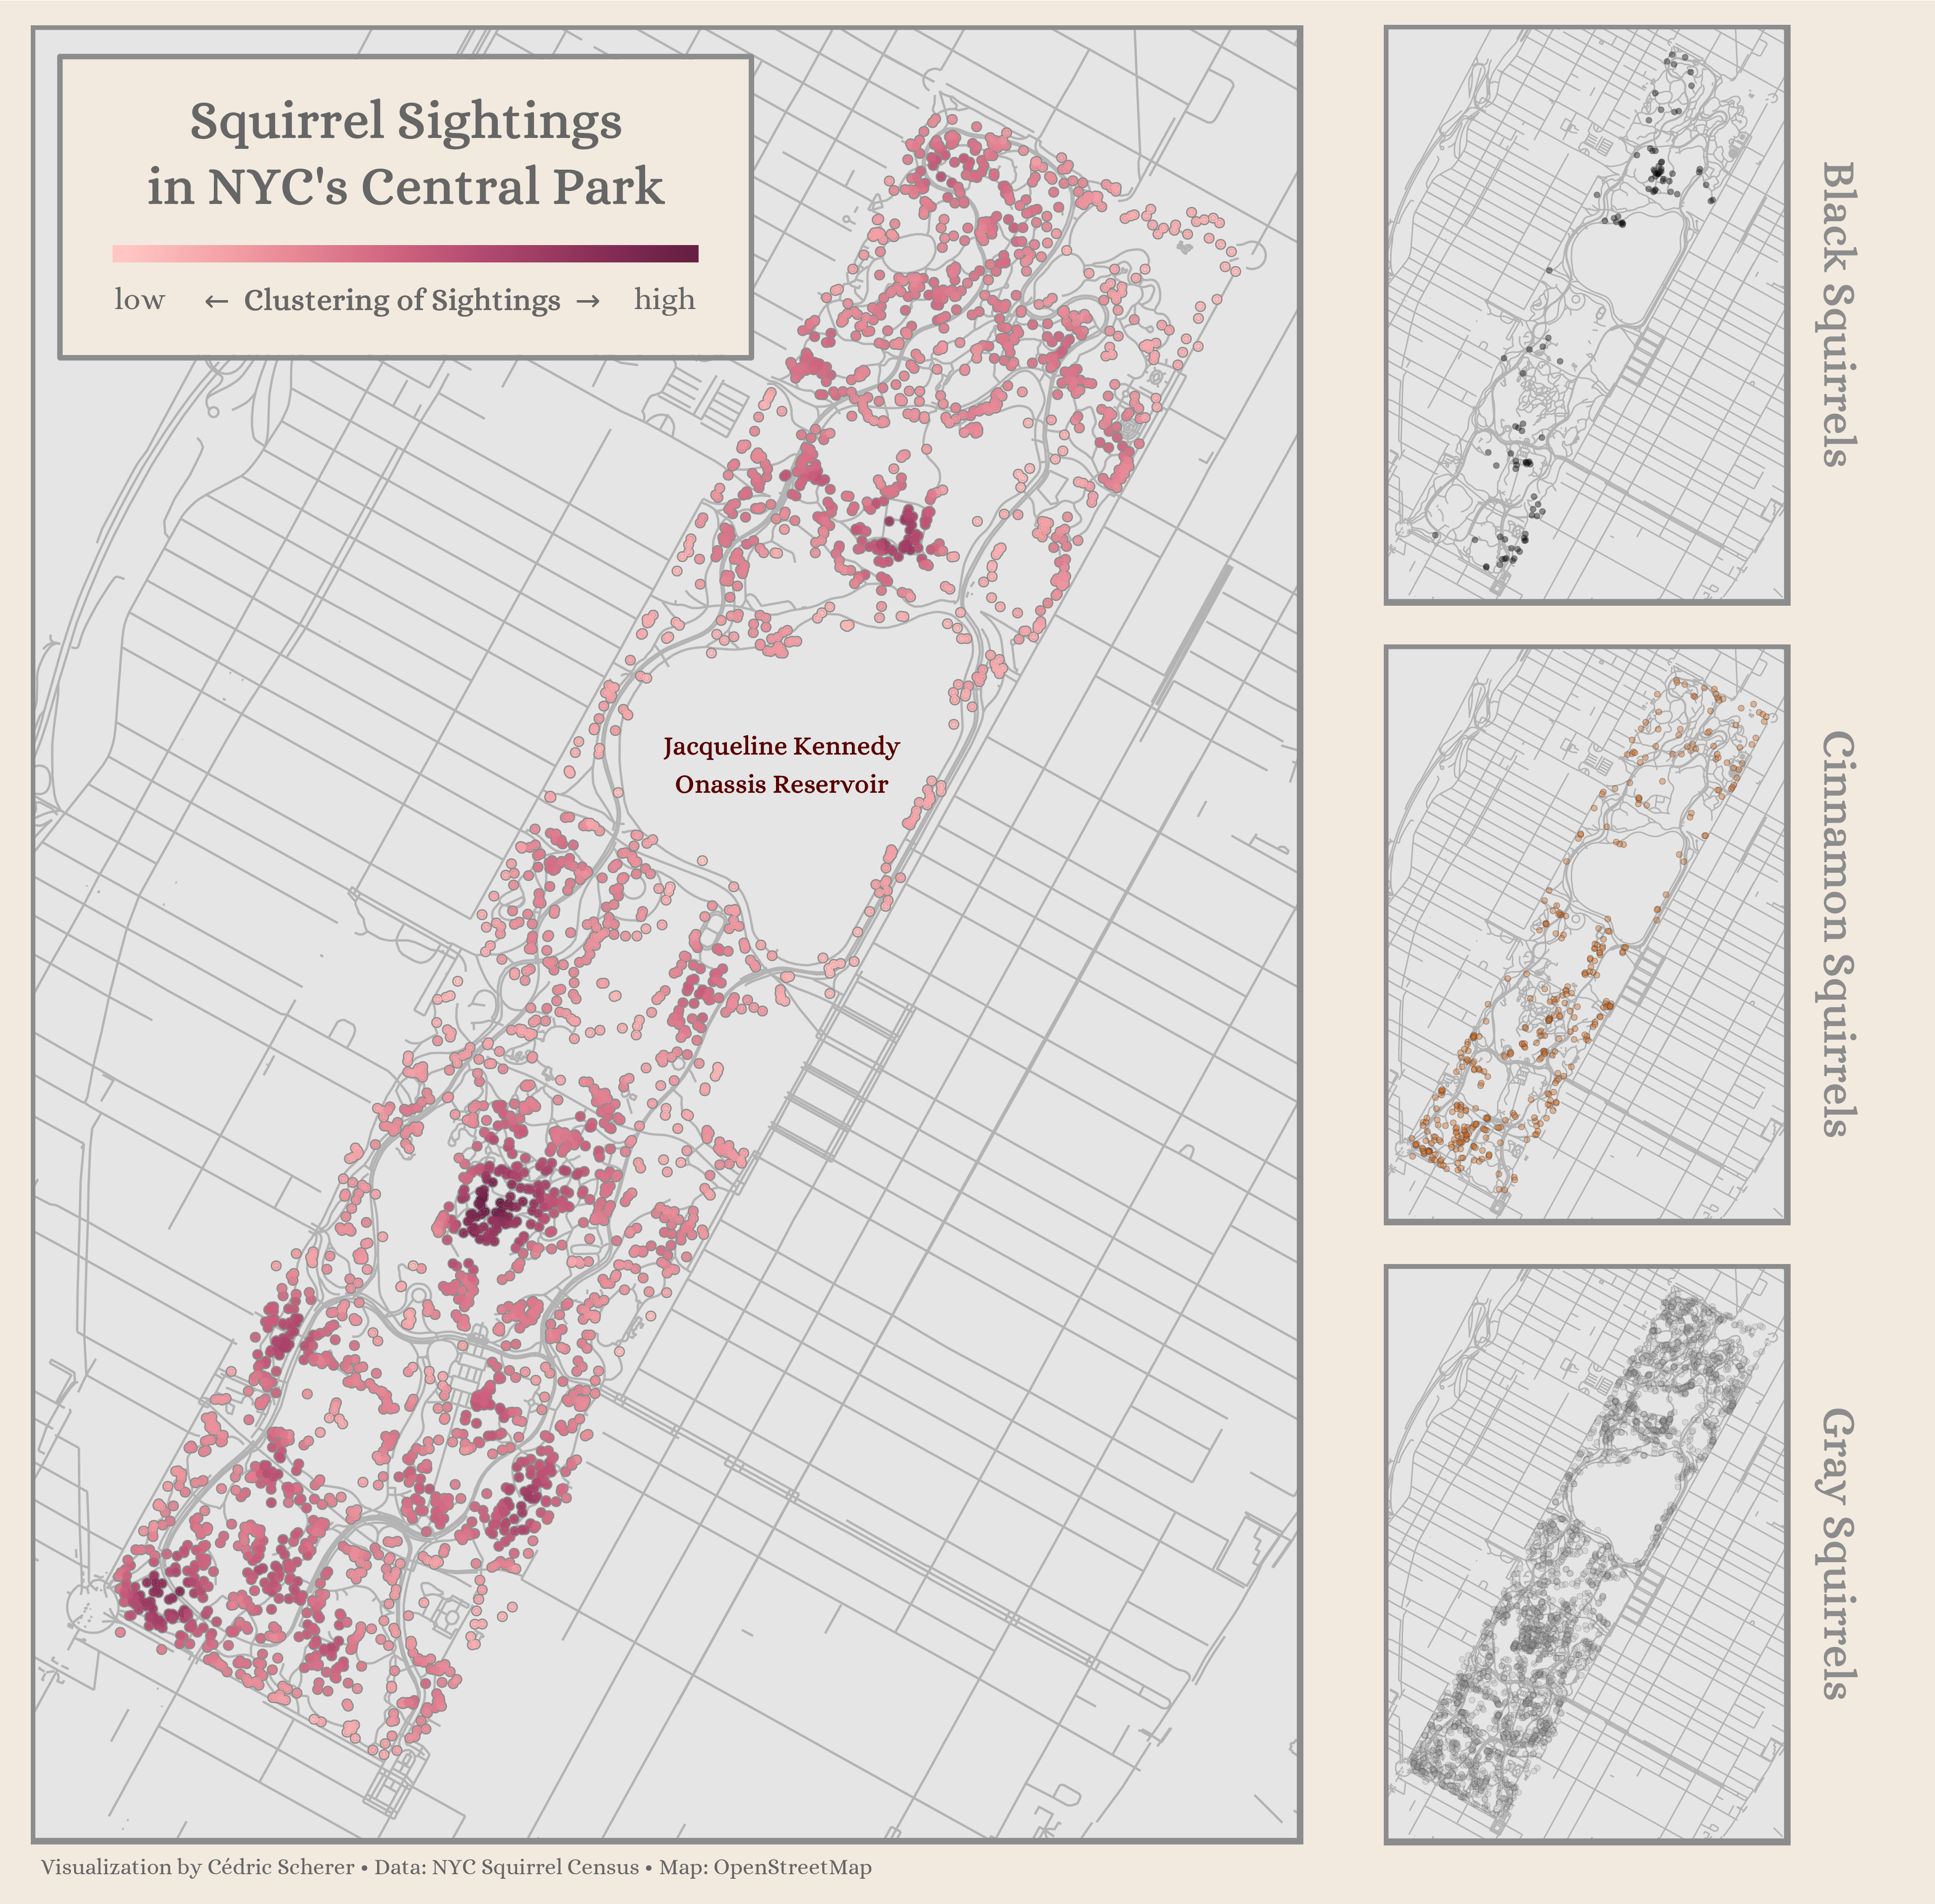 Squirrel Sightings
in NYC's Central Park
low ← Clustering of Sightings → high
Jacqueline Kennedy
Onassis Reservoir
Black Squirrels
Cinnamon Squirrels
Gray Squirrels
Visualization by Cédric Scherer • Data: NYC Squirrel Census • Map: OpenStreetMap